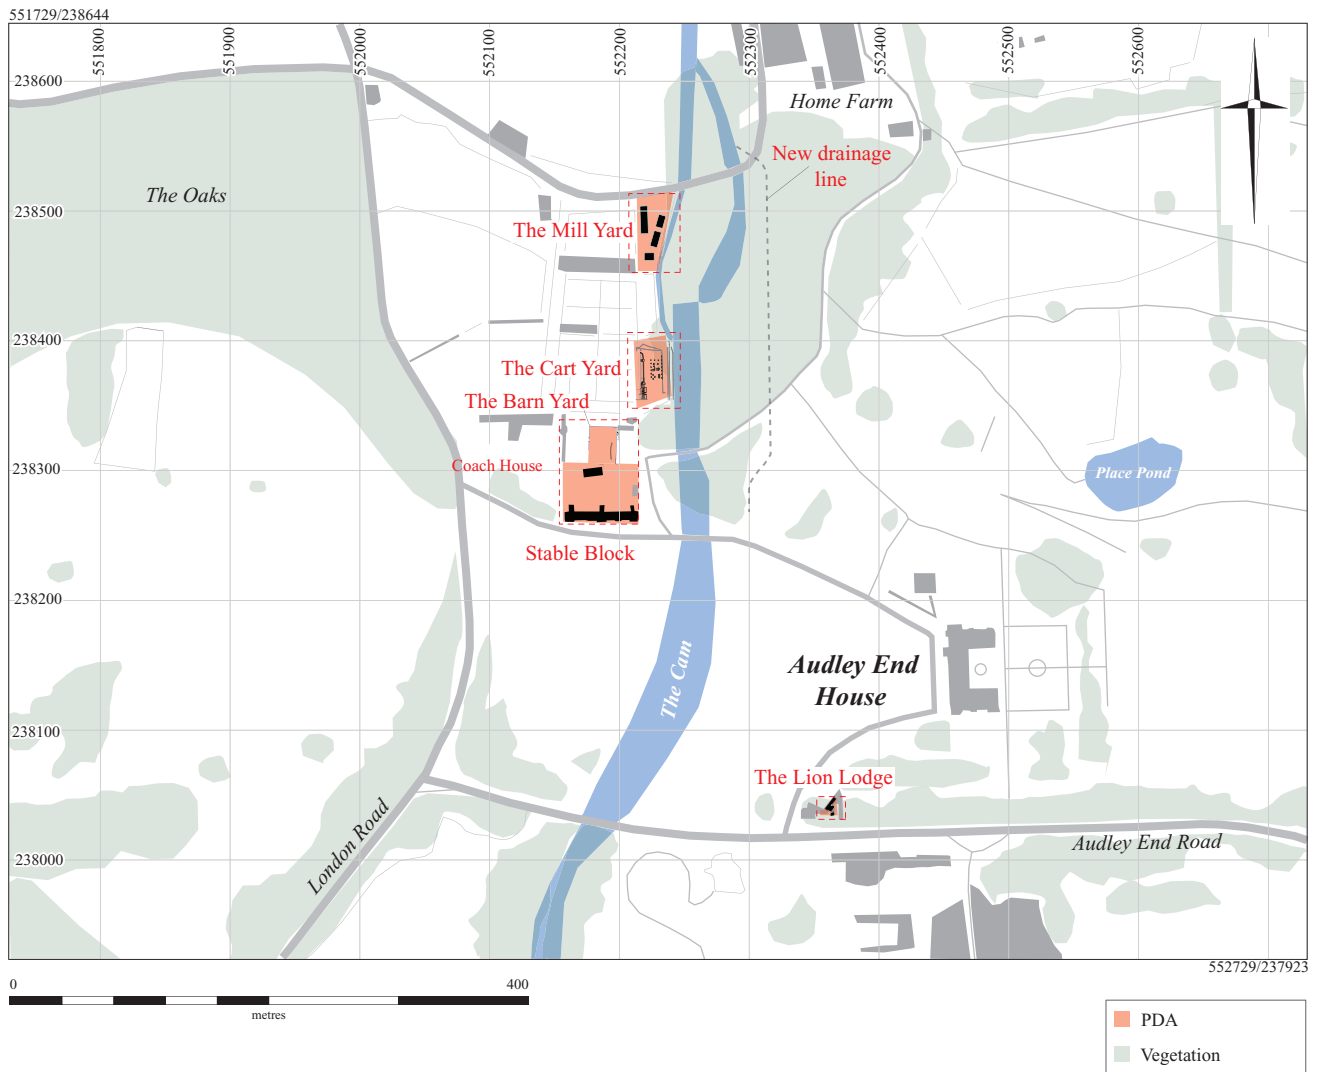 551729/238644
551800
551900
552000
552100
552200
552300
552400
552500
552600
238600
238500
238400
238300
238200
238100
238000
Home Farm
New drainage
line
The Oaks
The Mill Yard
The Cart Yard
The Barn Yard
Coach House
Stable Block
Place Pond
The Cam
Audley End
House
The Lion Lodge
London Road
Audley End Road
552729/237923
0
400
metres
PDA
Vegetation